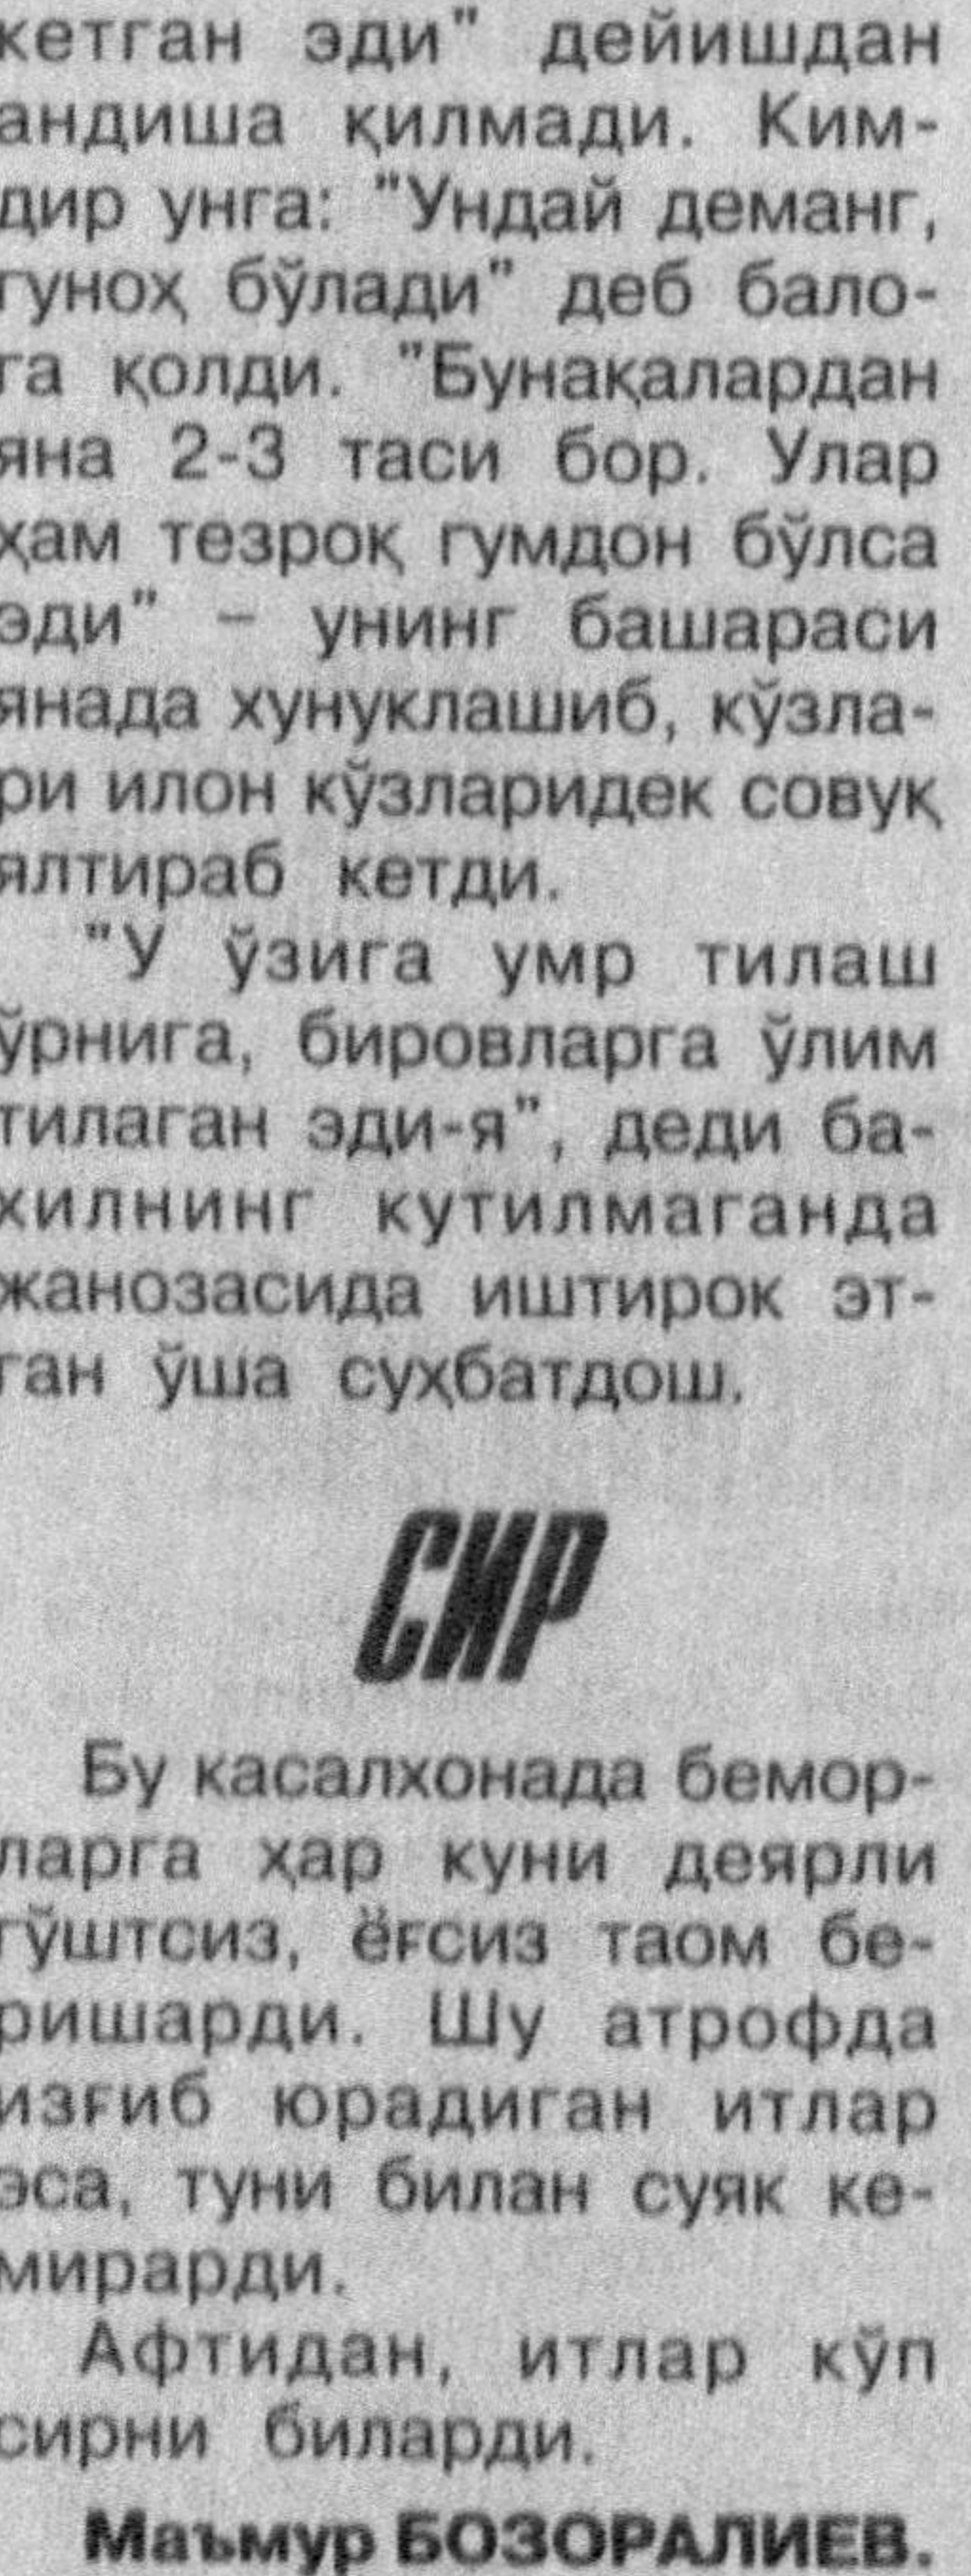 кетган эди" дейишдан
андиша қилмади. Ким-
дир унга: "Ундай деманг,
гуноҳ бўлади" деб бало-
га қолди. "Бунақалардан
яна 2-3 таси бор. Улар
ҳам тезроқ гумдон бўлса
эди" – унинг башараси
янада хунуклашиб, кўзла-
ри илон кўзларидек совуқ
ялтираб кетди.
"У ўзига умр тилаш
ўрнига, бировларга ўлим
тилаган эди-я", деди ба-
хилнинг кутилмаганда
жанозасида иштирок эт-
ган ўша суҳбатдош.
СИР
Бу касалхонада бемор-
ларга ҳар куни деярли
гўштсиз, ёғсиз таом бе-
ришарди. Шу атрофда
изғиб юрадиган итлар
эса, туни билан суяк ке-
мирарди.
Афтидан, итлар кўп
сирни биларди.
Маъмур БОЗОРАЛИЕВ.